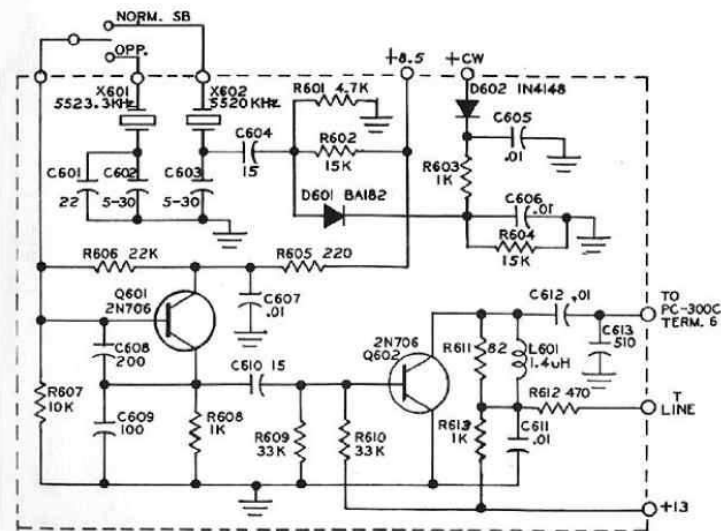 NORM. SB
OPP.
+8.5
+CW
X601
5523.3KHz
X602
5520KHz
R601 4.7K
D602 1N4148
C604
15
R602
15K
C605
.01
R603
1K
C601
22
C602
5-30
C603
5-30
D601 BA182
C606
.01
R604
15K
R606 22K
R605 220
Q601
2N706
C607
.01
C612 .01
TO
PC-300C
TERM. 6
C608
200
2N706
Q602
R611 82
L601
1.4uH
C613
510
C610 15
R607
10K
R612 470
T
LINE
C609
100
R608
1K
R609
33K
R610
33K
R613
1K
C611
.01
+13